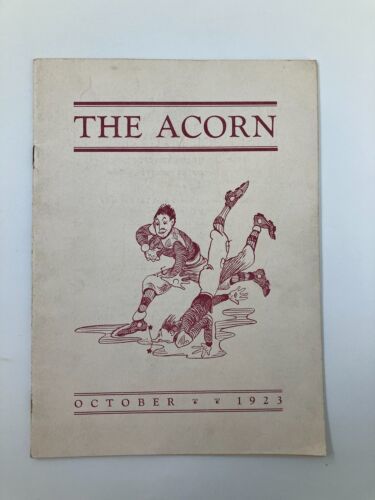 THE ACORN
OCTOBER 1923